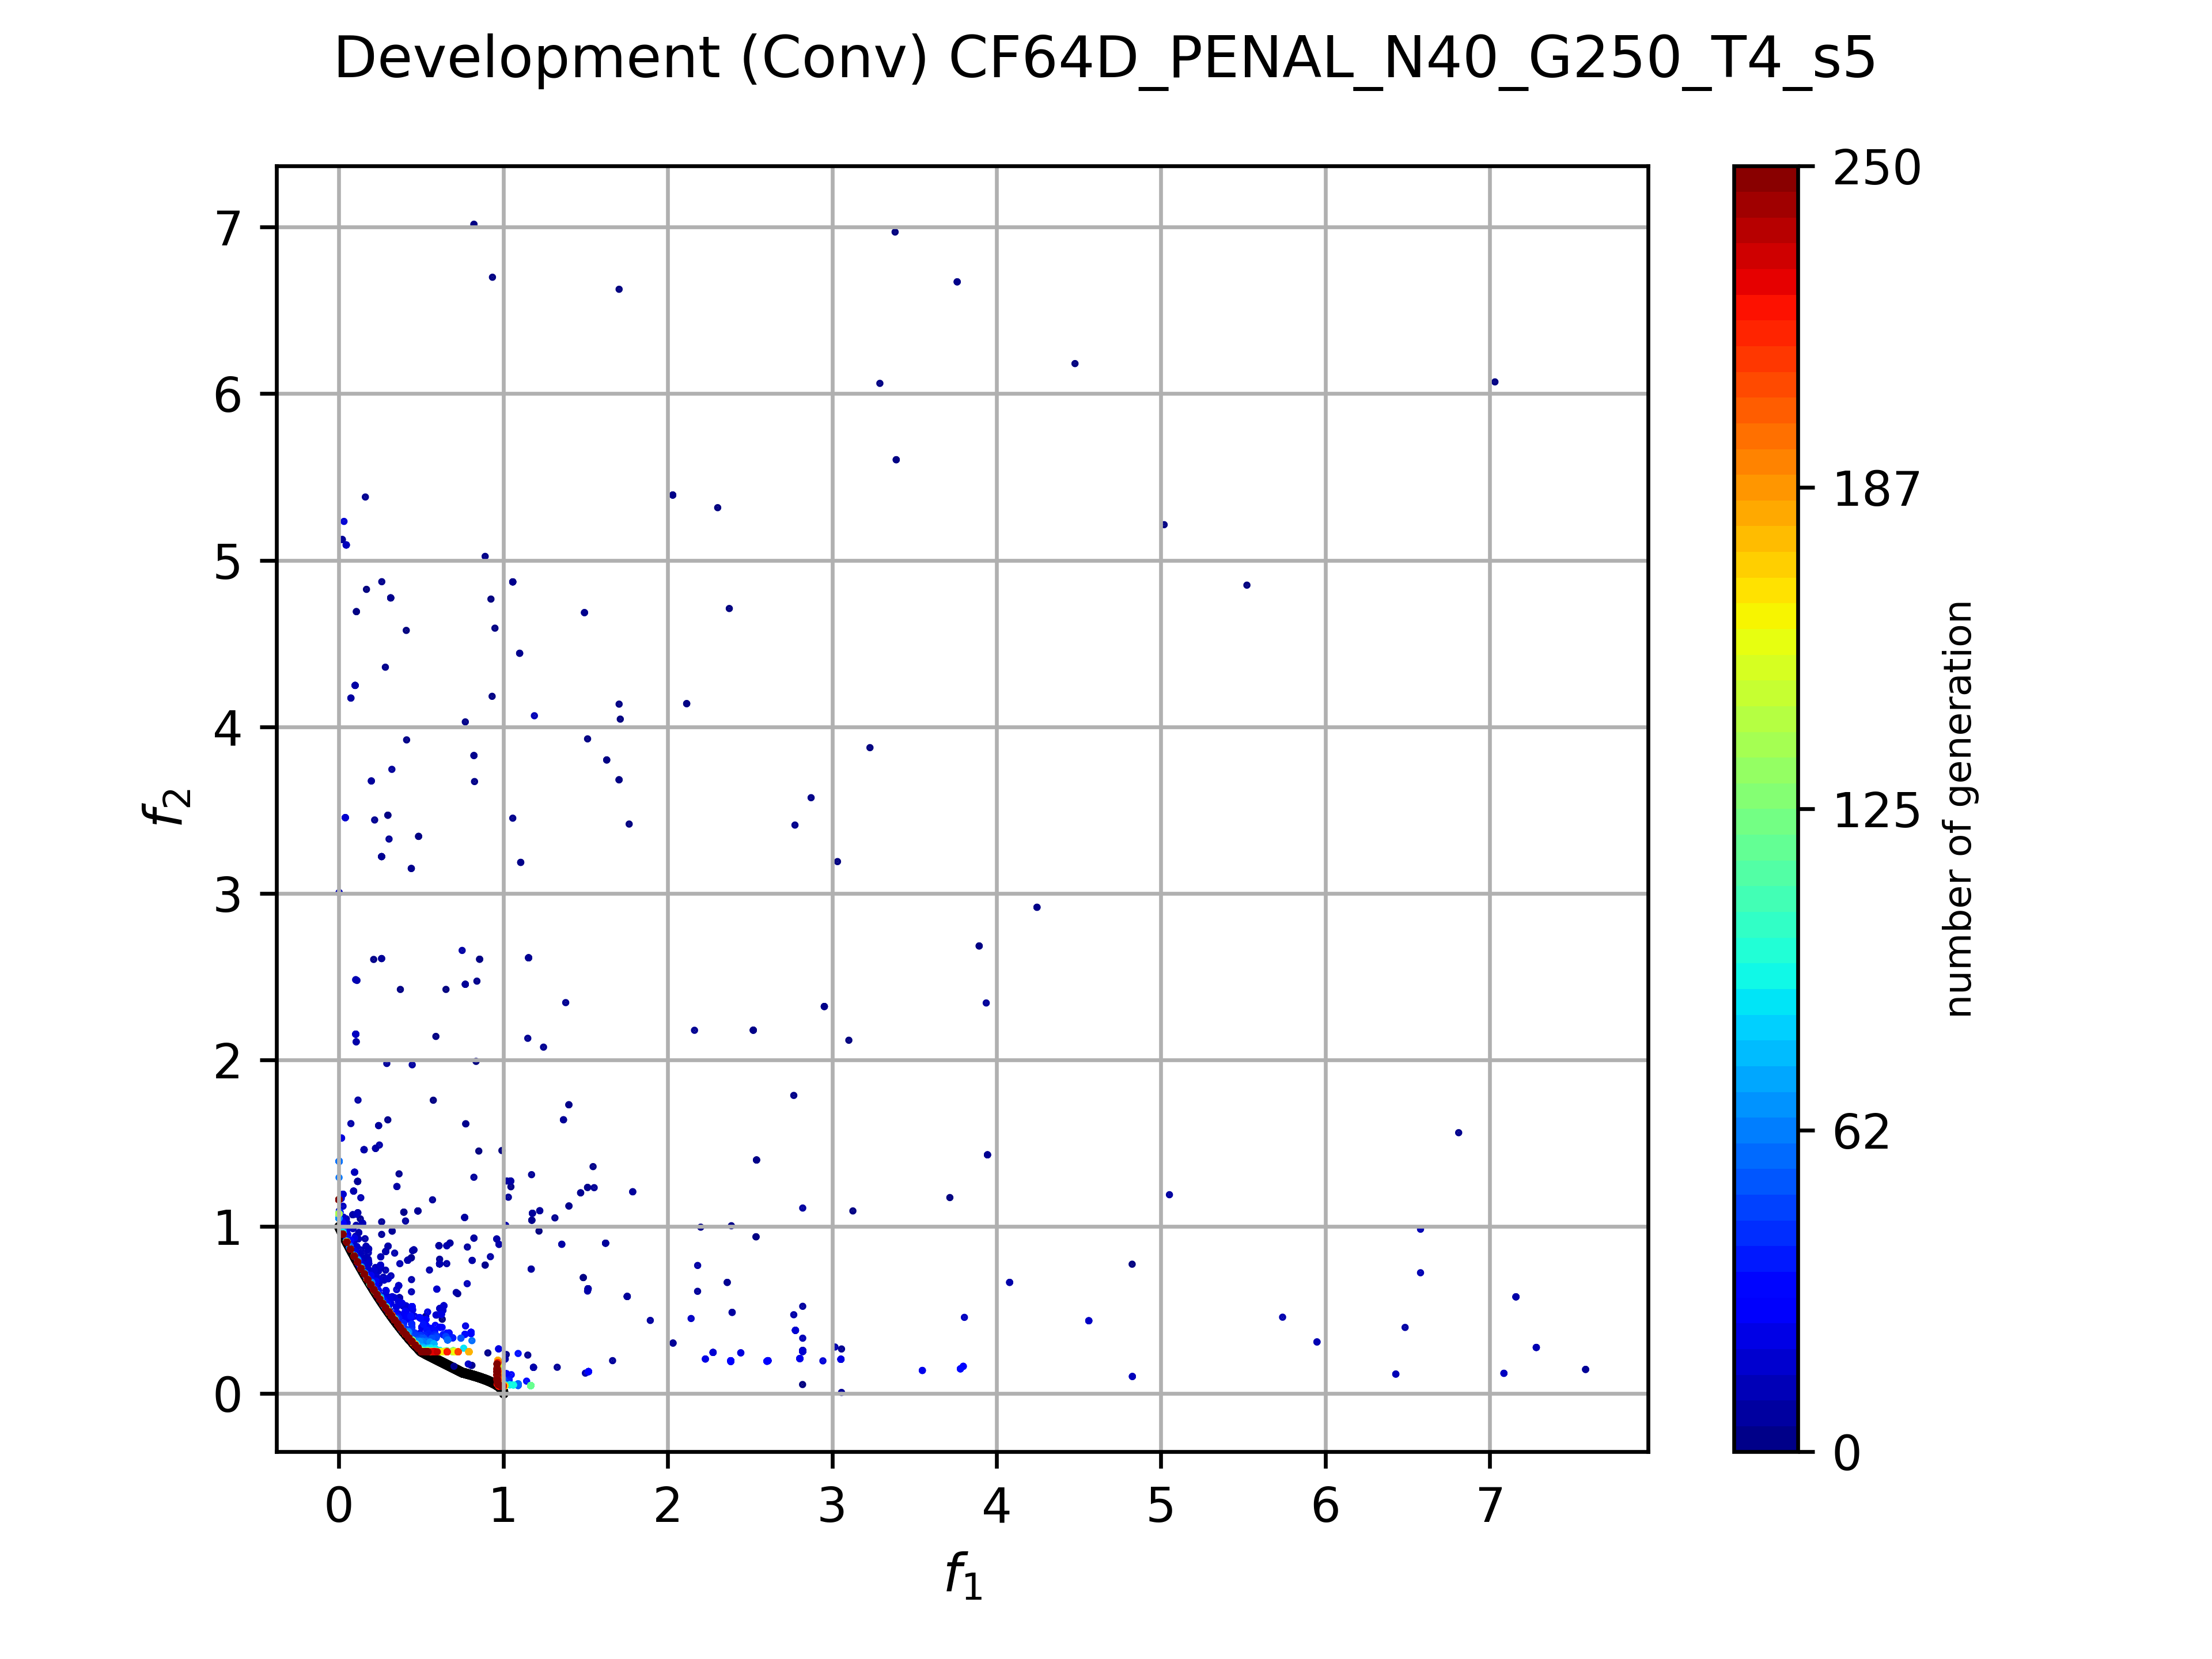 Development (Conv) CF64D_PENAL_N40_G250_T4_s5
7
6
5
4
3
2
1
0
f2
0 1 2 3 4 5 6 7
f1
250
187
125
62
0
number of generation